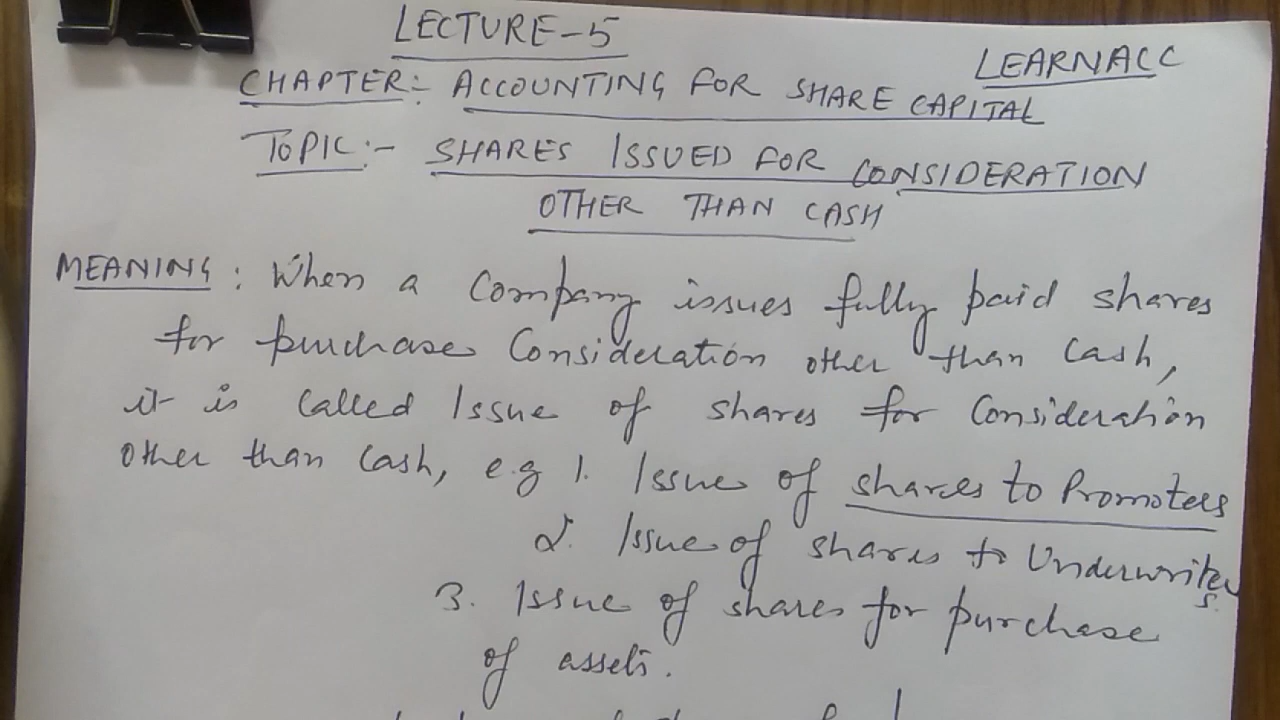 LECTURE-5
LEARNACC
CHAPTER:- ACCOUNTING FOR SHARE CAPITAL
TOPIC:- SHARES ISSUED FOR CONSIDERATION
OTHER THAN CASH
MEANING: When a Company issues fully paid shares
for purchase Consideration other than Cash,
it is called Issue of shares for Consideration
other than Cash, e.g 1. Issue of shares to Promoters
2. Issue of shares to Underwriters.
3. Issue of shares for purchase
of assets.